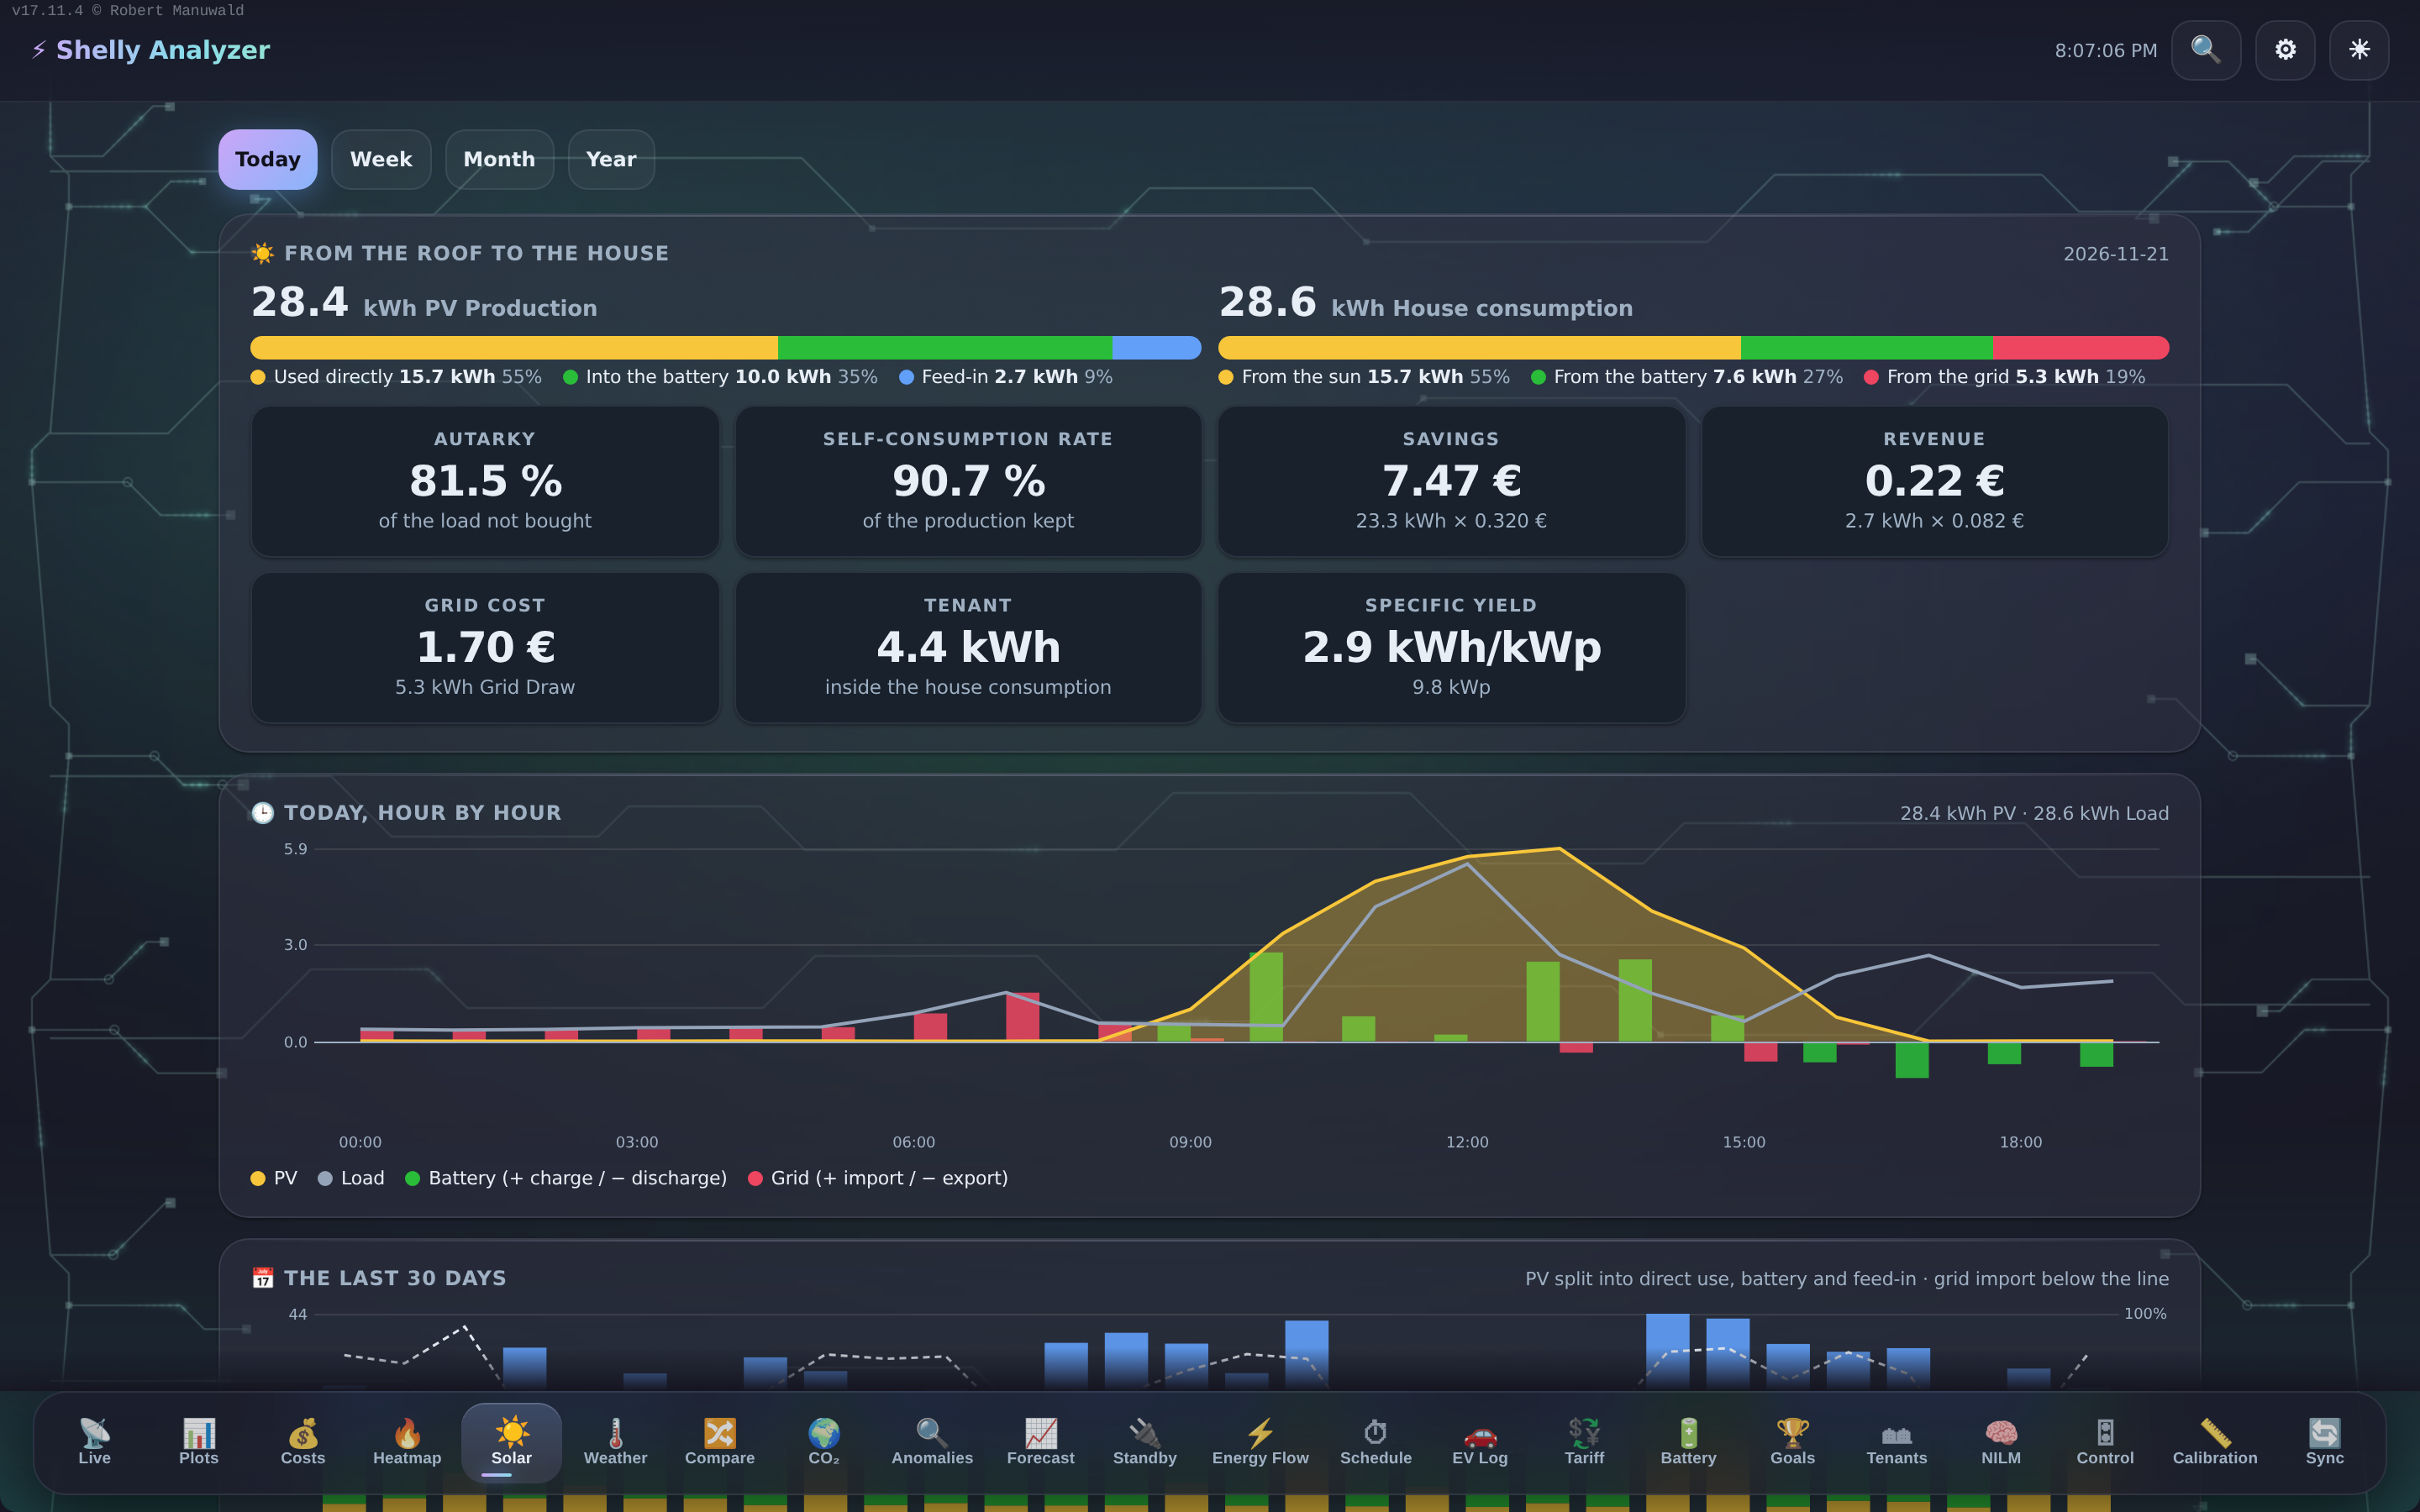 v17.11.4 © Robert Manuwald
⚡ Shelly Analyzer
8:07:06 PM
Today Week Month Year
FROM THE ROOF TO THE HOUSE
2026-11-21
28.4 kWh PV Production
28.6 kWh House consumption
Used directly 15.7 kWh 55% Into the battery 10.0 kWh 35% Feed-in 2.7 kWh 9%
From the sun 15.7 kWh 55% From the battery 7.6 kWh 27% From the grid 5.3 kWh 19%
AUTARKY
81.5 %
of the load not bought
SELF-CONSUMPTION RATE
90.7 %
of the production kept
SAVINGS
7.47 €
23.3 kWh × 0.320 €
REVENUE
0.22 €
2.7 kWh × 0.082 €
GRID COST
1.70 €
5.3 kWh Grid Draw
TENANT
4.4 kWh
inside the house consumption
SPECIFIC YIELD
2.9 kWh/kWp
9.8 kWp
TODAY, HOUR BY HOUR
28.4 kWh PV · 28.6 kWh Load
5.9
3.0
0.0
00:00 03:00 06:00 09:00 12:00 15:00 18:00
PV Load Battery (+ charge / − discharge) Grid (+ import / − export)
THE LAST 30 DAYS
PV split into direct use, battery and feed-in · grid import below the line
44
100%
Live Plots Costs Heatmap Solar Weather Compare CO₂ Anomalies Forecast Standby Energy Flow Schedule EV Log Tariff Battery Goals Tenants NILM Control Calibration Sync